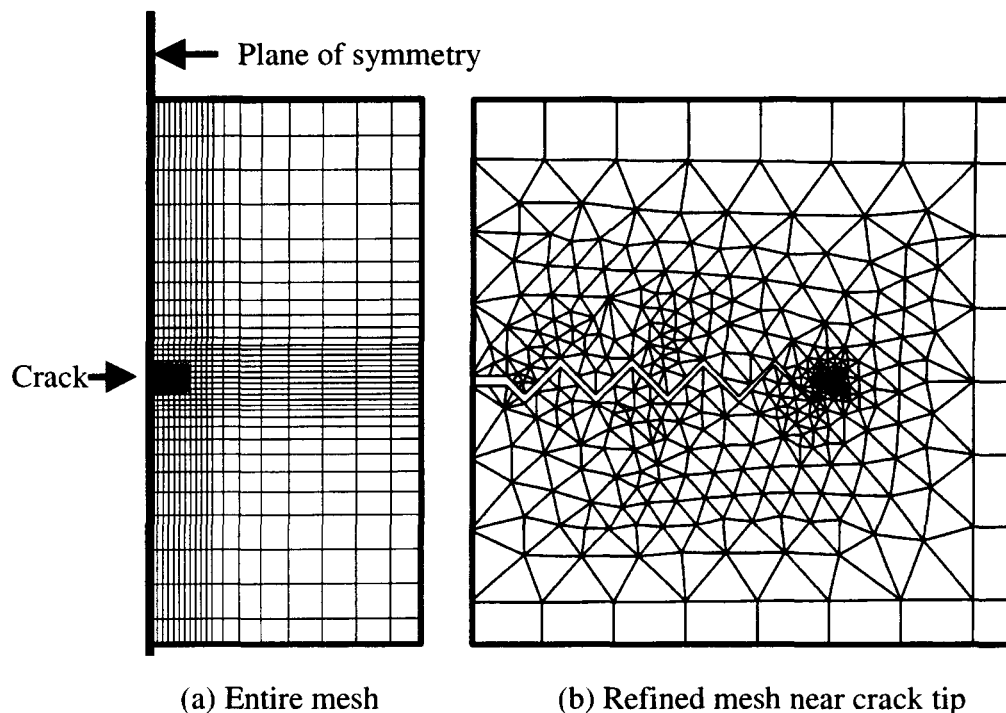 Plane of symmetry
Crack
(a) Entire mesh
(b) Refined mesh near crack tip